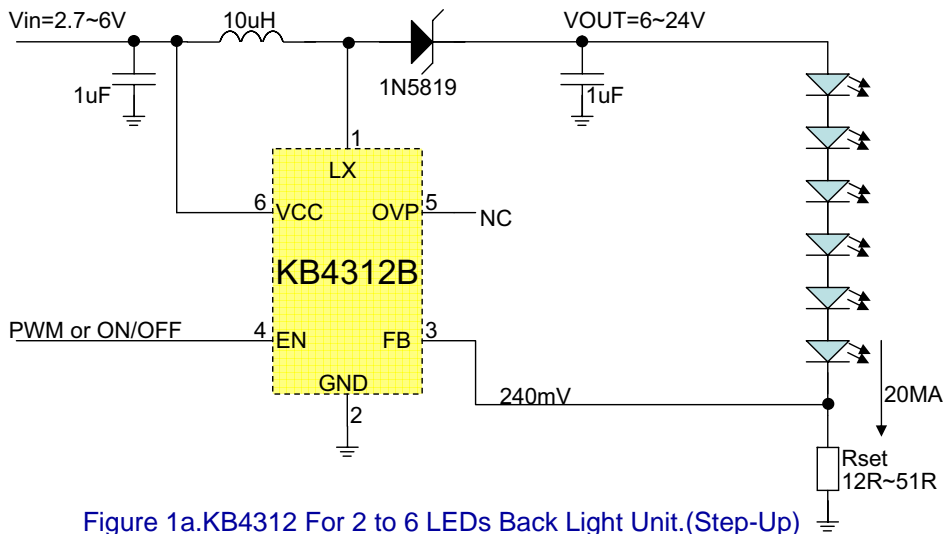 Vin=2.7~6V
10uH
VOUT=6~24V
1uF
1N5819
1uF
1
LX
6
VCC
OVP
5
NC
KB4312B
PWM or ON/OFF
4
EN
FB
3
GND
240mV
20MA
2
Rset
12R~51R
Figure 1a.KB4312 For 2 to 6 LEDs Back Light Unit.(Step-Up)